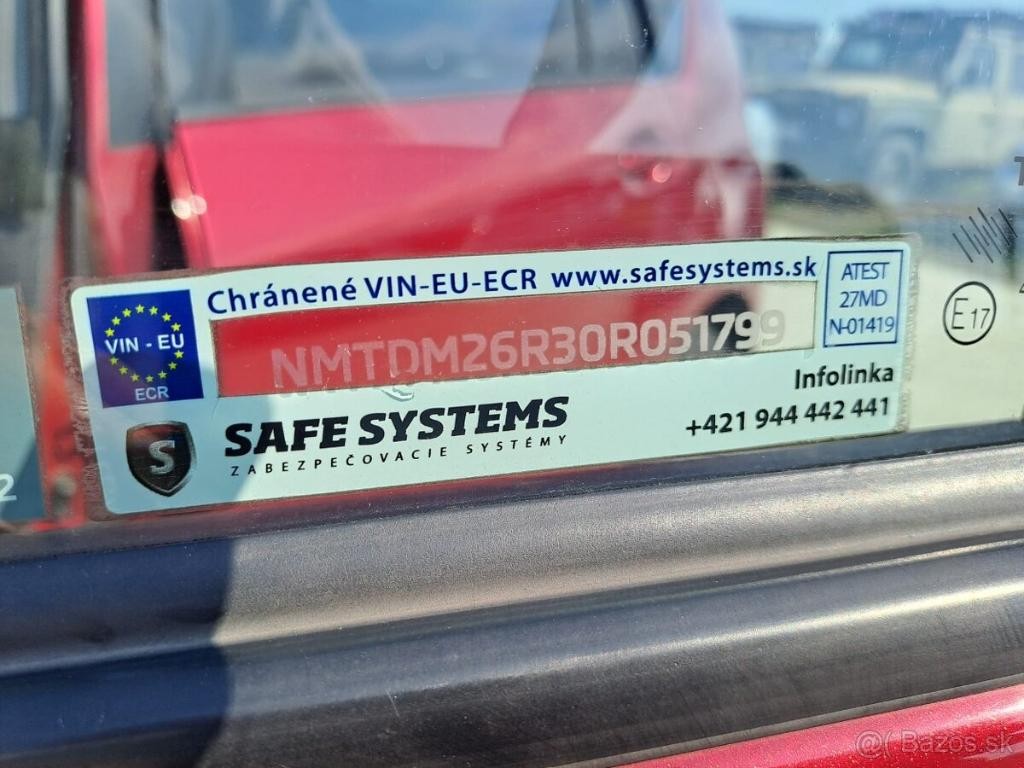 Chránené VIN-EU-ECR www.safesystems.sk
VIN - EU
ECR
NMTDM26R30R051799
ATEST
27MD
N-01419
Infolinka
+421 944 442 441
S
SAFE SYSTEMS
ZABEZPEČOVACIE SYSTÉMY
E17
2
Bazos.sk